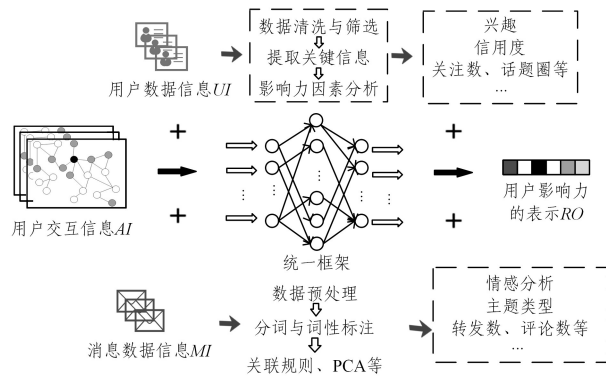 数据清洗与筛选
提取关键信息
影响力因素分析
兴趣
信用度
关注数、话题圈等
...
用户数据信息UI
+
+
...
...
...
用户交互信息AI
+
+
用户影响力
的表示RO
统一框架
数据预处理
分词与词性标注
关联规则、PCA等
情感分析
主题类型
转发数、评论数等
...
消息数据信息MI